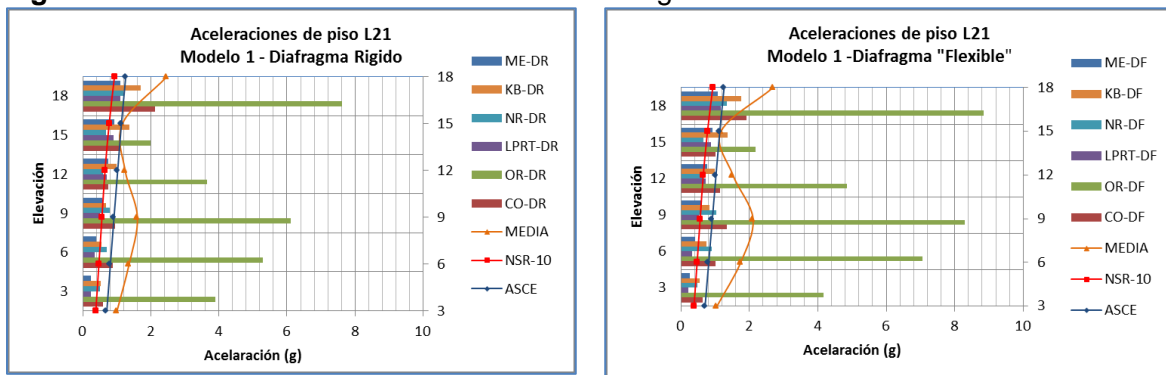 Aceleraciones de piso L21
Modelo 1 - Diafragma Rigido
Elevación
18
15
12
9
6
3
18
15
12
9
6
3
0
2
4
6
8
10
Acelaración (g)
ME-DR
KB-DR
NR-DR
LPRT-DR
OR-DR
CO-DR
MEDIA
NSR-10
ASCE
Aceleraciones de piso L21
Modelo 1 -Diafragma "Flexible"
Elevación
18
15
12
9
6
3
18
15
12
9
6
3
0
2
4
6
8
10
Acelaración (g)
ME-DF
KB-DF
NR-DF
LPRT-DF
OR-DF
CO-DF
MEDIA
NSR-10
ASCE